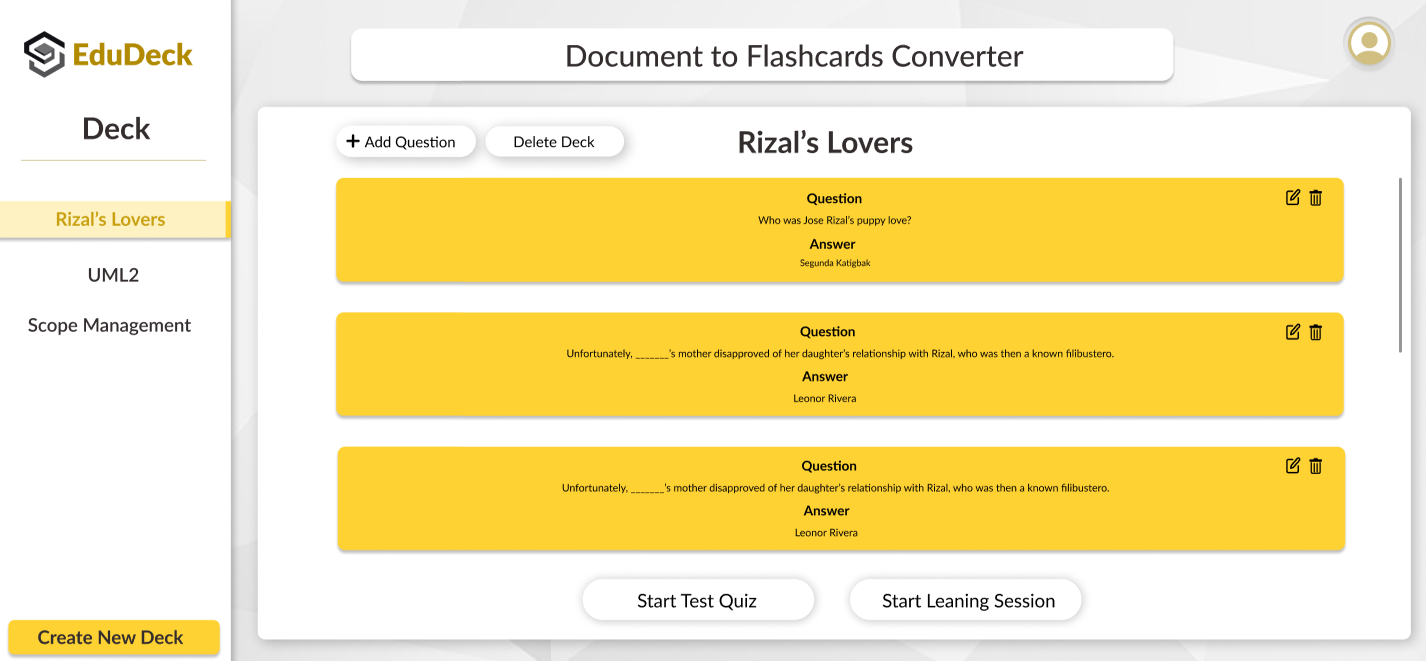 EduDeck
Document to Flashcards Converter
Deck
Rizal's Lovers
UML2
Scope Management
Create New Deck
Add Question
Delete Deck
Rizal's Lovers
Question
Who was Jose Rizal's puppy love?
Answer
Segunda Katigbak
Question
Unfortunately, _______'s mother disapproved of her daughter's relationship with Rizal, who was then a known filibustero.
Answer
Leonor Rivera
Question
Unfortunately, _______'s mother disapproved of her daughter's relationship with Rizal, who was then a known filibustero.
Answer
Leonor Rivera
Start Test Quiz
Start Leaning Session